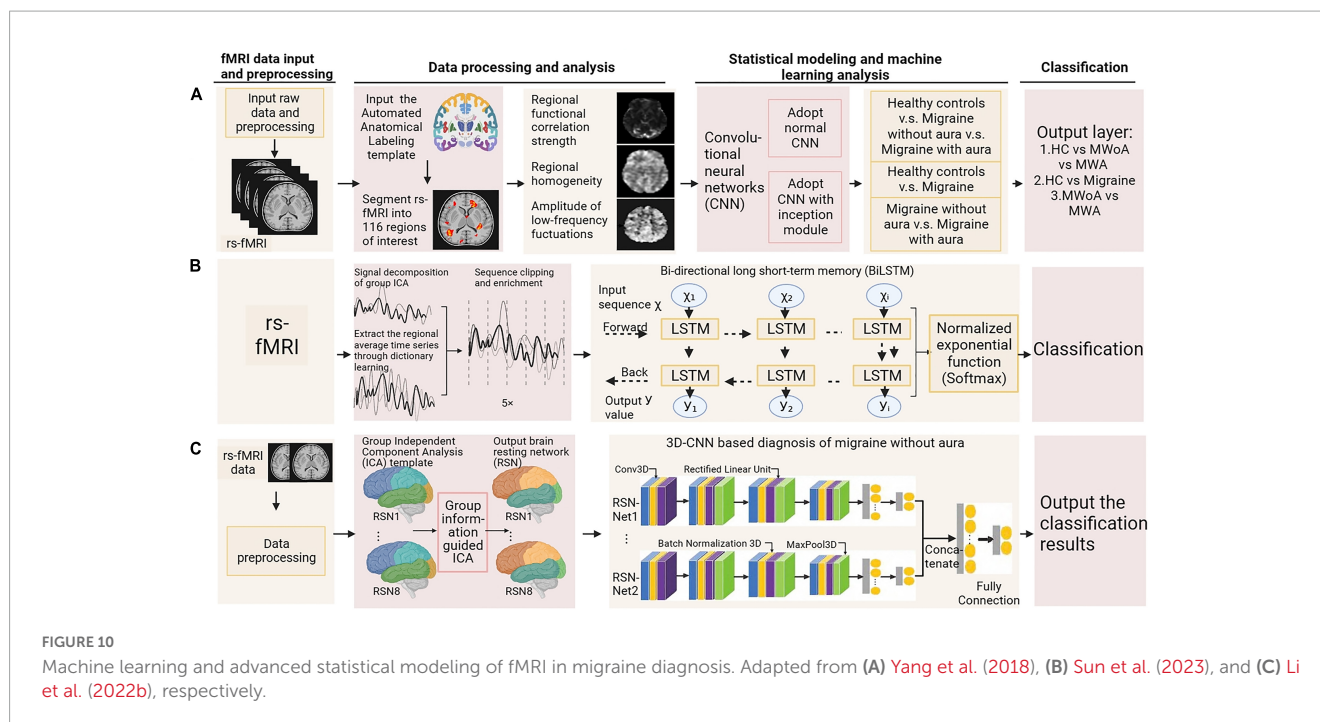 fMRI data input
and preprocessing
Data processing and analysis
Statistical modeling and machine
learning analysis
Classification
A
Input raw
data and
preprocessing
rs-fMRI
Input the
Automated
Anatomical
Labeling
template
Segment rs-
fMRI into
116 regions
of interest
Regional
functional
correlation
strength
Regional
homogeneity
Amplitude of
low-frequency
fuctuations
Convolu-
tional
neural
networks
(CNN)
Adopt
normal
CNN
Adopt
CNN with
inception
module
Healthy controls
v.s. Migraine
without aura v.s.
Migraine with aura
Healthy controls
v.s. Migraine
Migraine without
aura v.s. Migraine
with aura
Output layer:
1.HC vs MWoA
vs MWA
2.HC vs Migraine
3.MWoA vs
MWA
B
rs-
fMRI
Signal decomposition
of group ICA
Extract the regional
average time series
through dictionary
learning
Sequence clipping
and enrichment
5×
Bi-directional long short-term memory (BiLSTM)
Input
sequence χ
χ1
χ2
χi
Forward
LSTM
LSTM
LSTM
Back
LSTM
LSTM
LSTM
Output y
value
y1
y2
yi
Normalized
exponential
function
(Softmax)
Classification
C
rs-fMRI
data
Data
preprocessing
Group Independent
Component Analysis
(ICA) template
RSN1
⋮
RSN8
Group
inform-
ation
guided
ICA
Output brain
resting network
(RSN)
RSN1
⋮
RSN8
3D-CNN based diagnosis of migraine without aura
Conv3D
Rectified Linear Unit
RSN-
Net1
⋮
Batch Normalization 3D
MaxPool3D
RSN-
Net2
Conca-
tenate
Fully
Connection
Output the
classification
results
FIGURE 10
Machine learning and advanced statistical modeling of fMRI in migraine diagnosis. Adapted from (A) Yang et al. (2018), (B) Sun et al. (2023), and (C) Li
et al. (2022b), respectively.